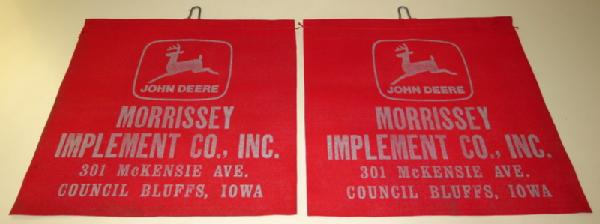 JOHN DEERE
MORRISSEY
IMPLEMENT CO., INC.
301 McKENSIE AVE.
COUNCIL BLUFFS, IOWA
JOHN DEERE
MORRISSEY
IMPLEMENT CO., INC.
301 McKENSIE AVE.
COUNCIL BLUFFS, IOWA